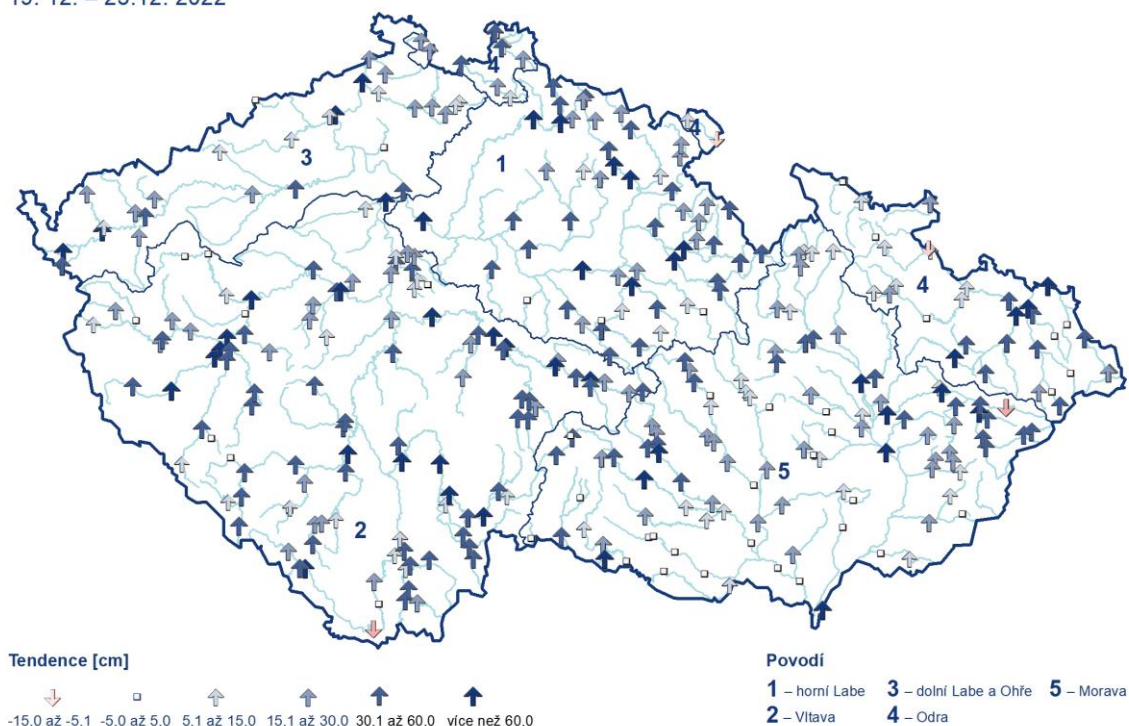 19. 12. – 25.12. 2022
4
4
3
1
4
5
2
Tendence [cm]
-15.0 až -5.1 -5.0 až 5.0 5.1 až 15.0 15.1 až 30.0 30.1 až 60.0 více než 60.0
Povodí
1 – horní Labe 3 – dolní Labe a Ohře 5 – Morava
2 – Vltava 4 – Odra